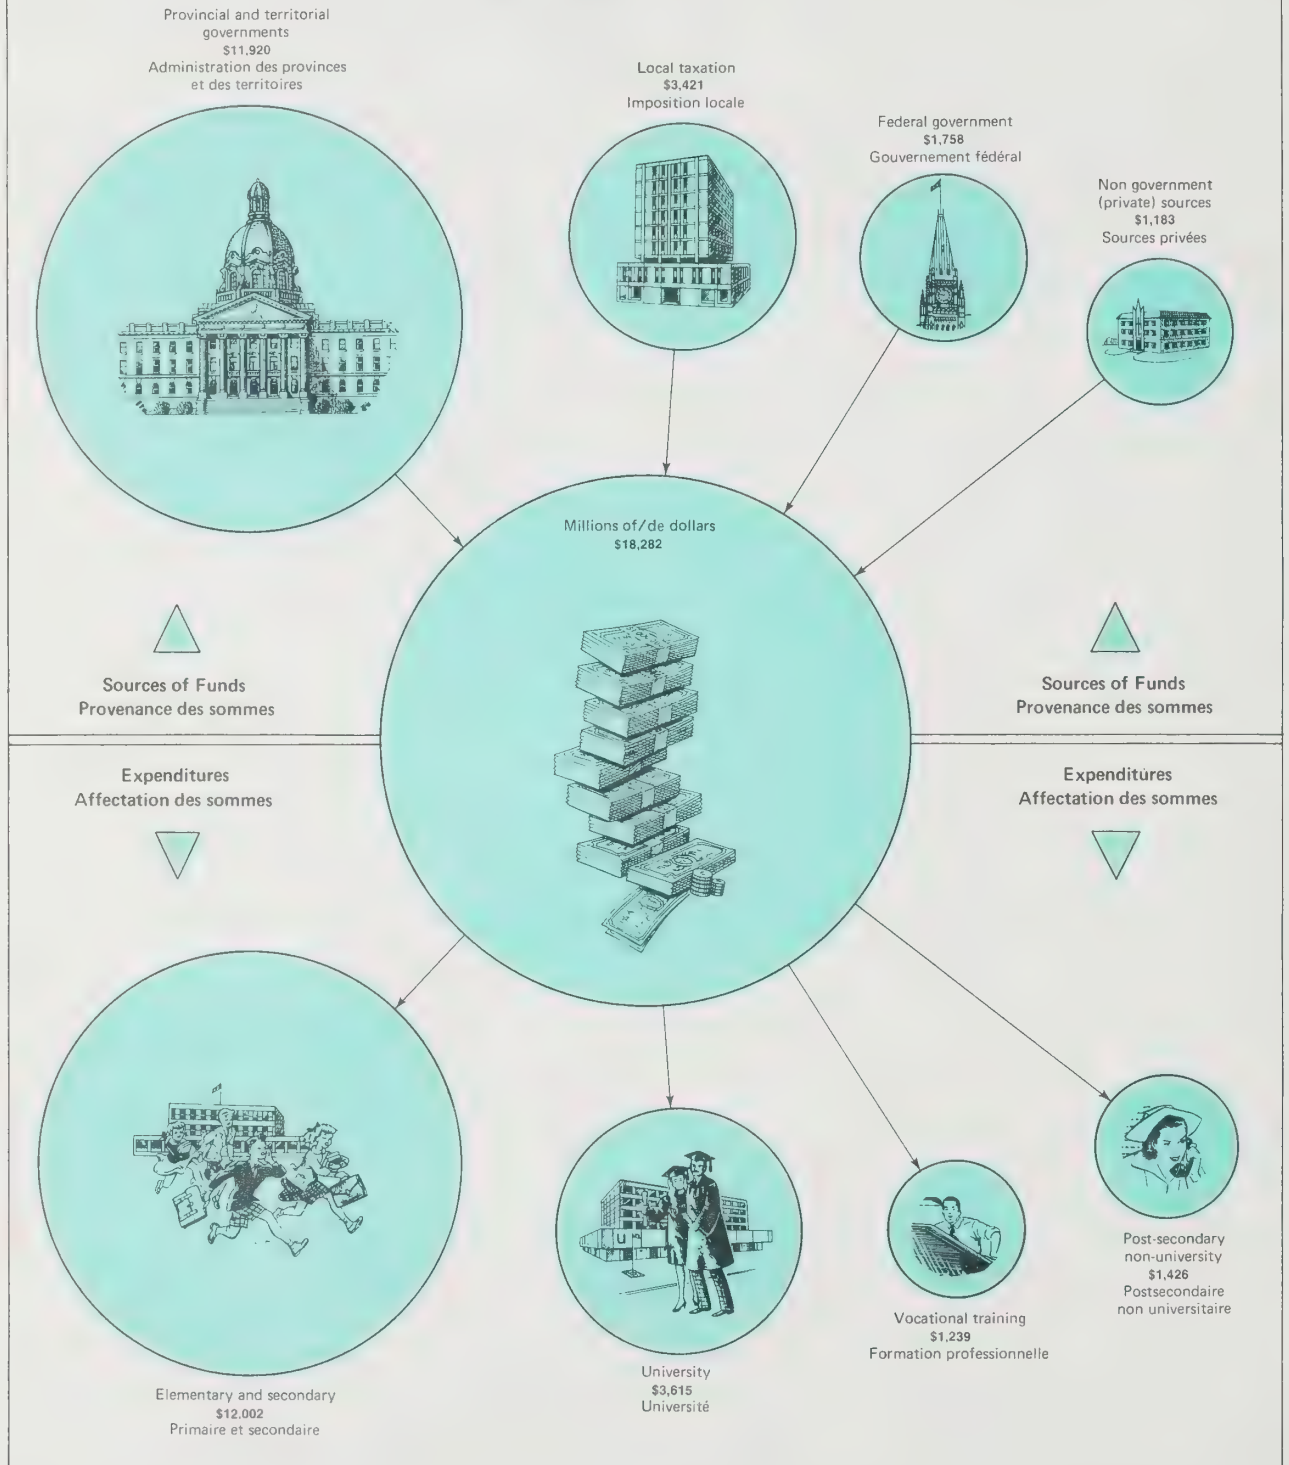 Provincial and territorial
governments
$11,920
Administration des provinces
et des territoires
Local taxation
$3,421
Imposition locale
Federal government
$1,758
Gouvernement fédéral
Non government
(private) sources
$1,183
Sources privées
Millions of/de dollars
$18,282
Sources of Funds
Provenance des sommes
Sources of Funds
Provenance des sommes
Expenditures
Affectation des sommes
Expenditures
Affectation des sommes
Elementary and secondary
$12,002
Primaire et secondaire
U
University
$3,615
Université
Vocational training
$1,239
Formation professionnelle
Post-secondary
non-university
$1,426
Postsecondaire
non universitaire